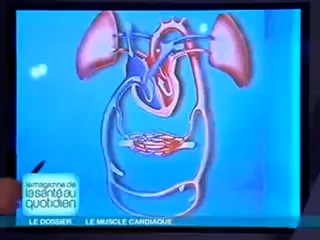 le magazine de
la santé au
quotidien
LE DOSSIER LE MUSCLE CARDIAQUE